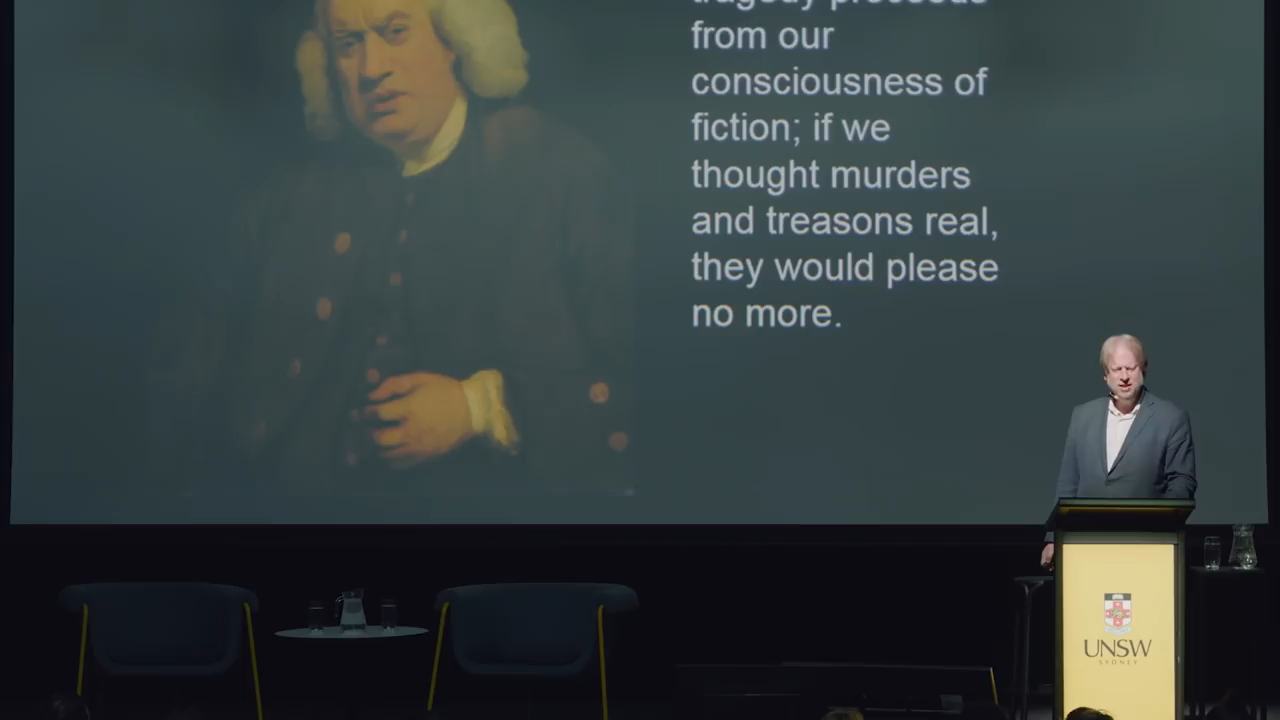 from our
consciousness of
fiction; if we
thought murders
and treasons real,
they would please
no more.
UNSW
SYDNEY